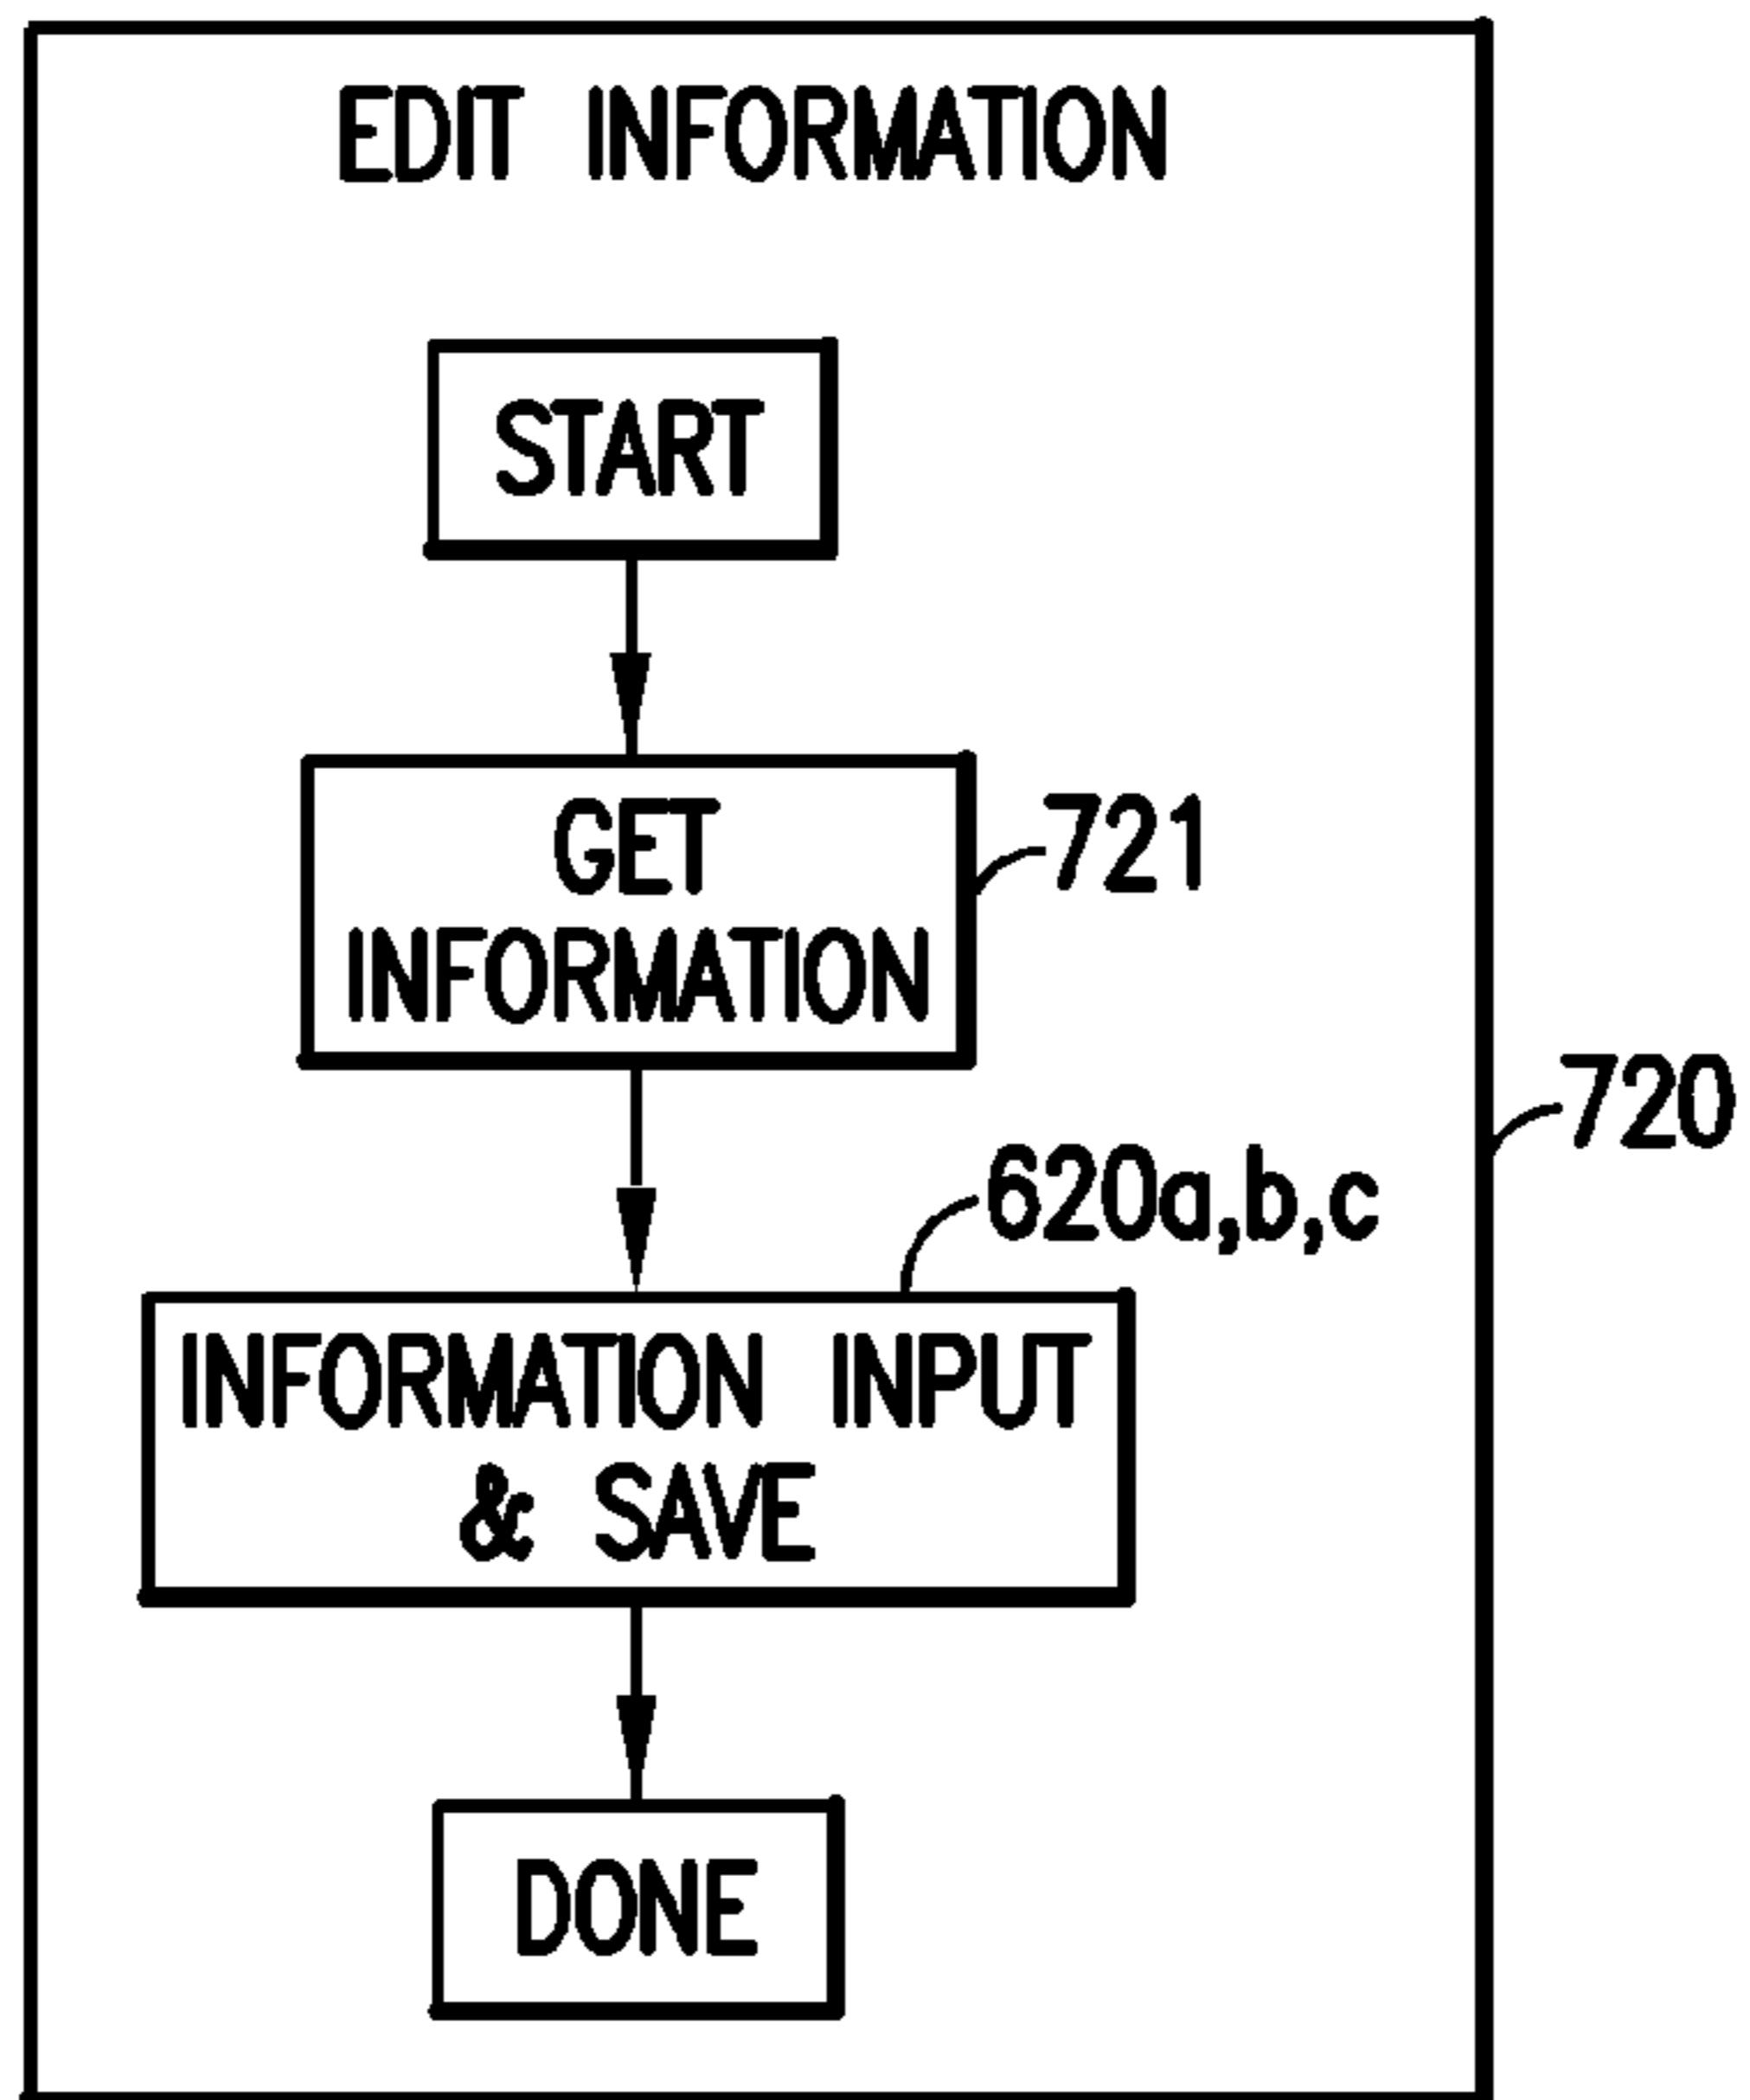 EDIT INFORMATION
START
GET
INFORMATION
721
720
620a,b,c
INFORMATION INPUT
& SAVE
DONE